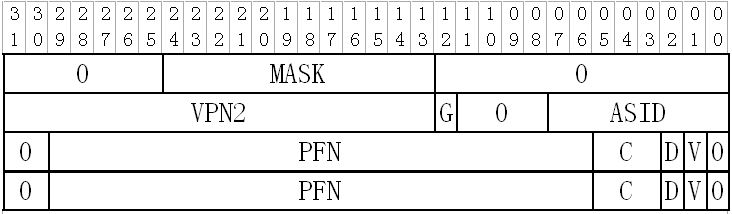 3 3 2 2 2 2 2 2 2 2 2 2 1 1 1 1 1 1 1 1 1 1 0 0 0 0 0 0 0 0 0 0
1 0 9 8 7 6 5 4 3 2 1 0 9 8 7 6 5 4 3 2 1 0 9 8 7 6 5 4 3 2 1 0
0 MASK 0
VPN2 G 0 ASID
0 PFN C D V 0
0 PFN C D V 0